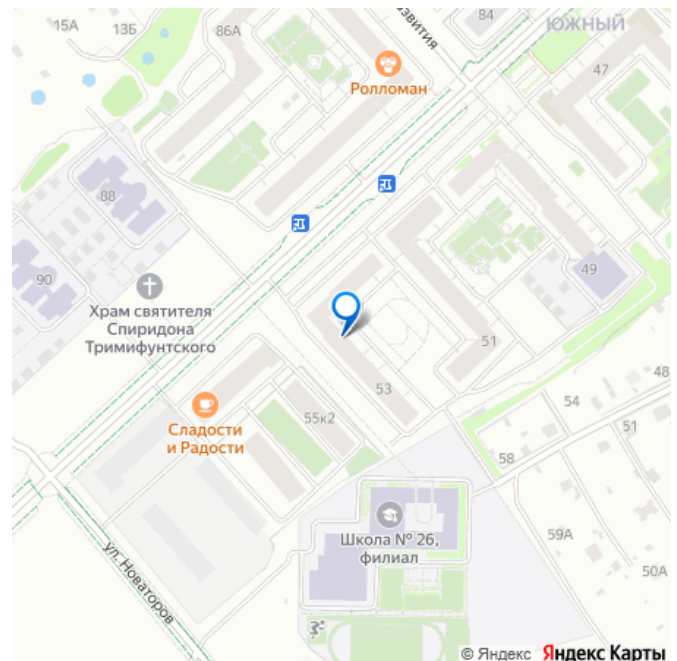 15А
13Б
86А
азвития
84
ЮЖНЫЙ
47
Ролломан
88
90
49
Храм святителя
Спиридона
Тримифунтского
51
53
48
54
Сладости
и Радости
55к2
51
58
59А
50А
Школа № 26,
филиал
ул. Новаторов
© Яндекс Яндекс Карты